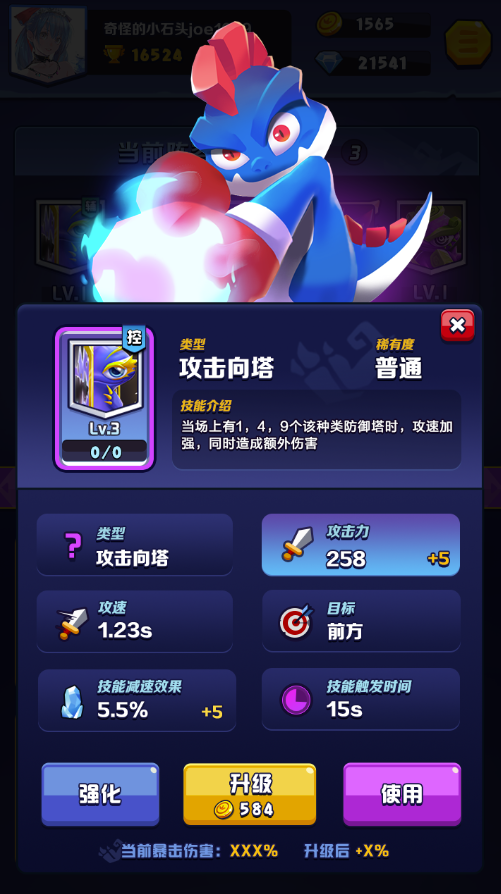 奇怪的小石头joe
16524
1565
21541
当前阵
3
LV.1
LV.1
控
Lv.3
0/0
类型
攻击向塔
稀有度
普通
技能介绍
当场上有1，4，9个该种类防御塔时，攻速加
强，同时造成额外伤害
类型
攻击向塔
攻击力
258 +5
攻速
1.23s
目标
前方
技能减速效果
5.5% +5
技能触发时间
15s
强化
升级
584
使用
当前暴击伤害：XXX% 升级后 +X%